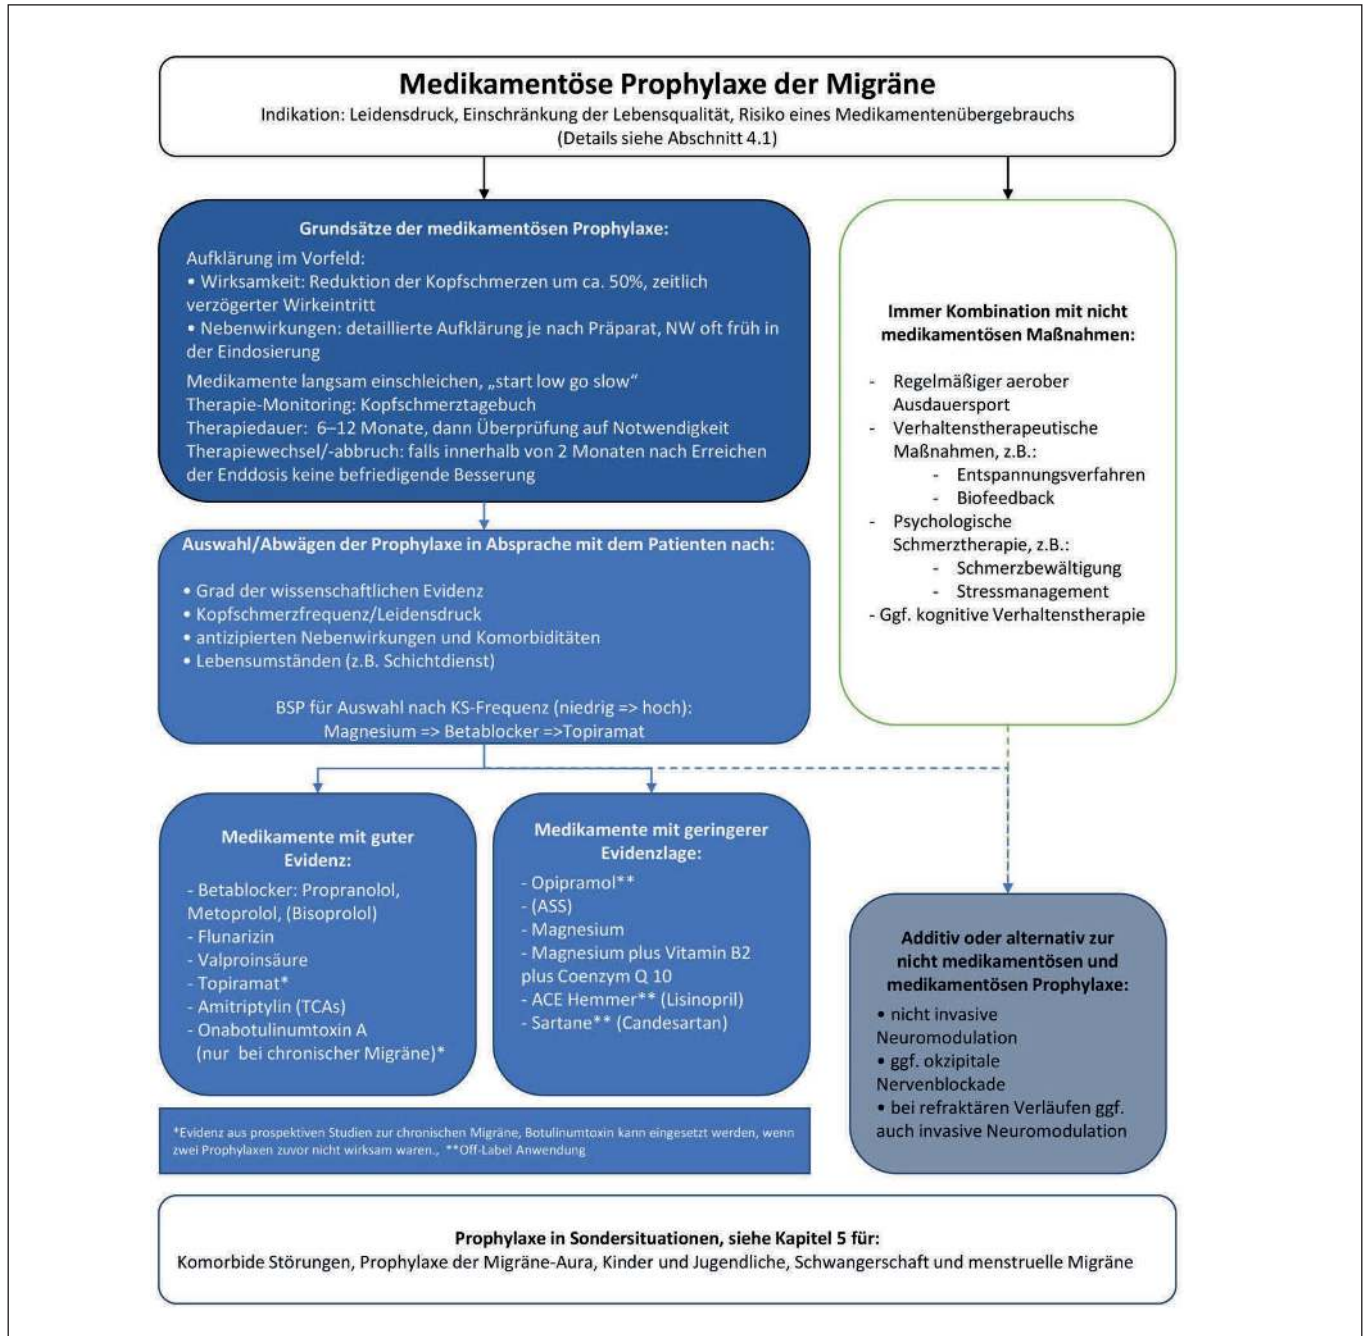 Medikamentöse Prophylaxe der Migräne
Indikation: Leidensdruck, Einschränkung der Lebensqualität, Risiko eines Medikamentenübergebrauchs
(Details siehe Abschnitt 4.1)
Grundsätze der medikamentösen Prophylaxe:
Aufklärung im Vorfeld:
• Wirksamkeit: Reduktion der Kopfschmerzen um ca. 50%, zeitlich
verzögerter Wirkeintritt
• Nebenwirkungen: detaillierte Aufklärung je nach Präparat, NW oft früh in
der Eindosierung
Medikamente langsam einschleichen, „start low go slow“
Therapie-Monitoring: Kopfschmerztagebuch
Therapiedauer: 6–12 Monate, dann Überprüfung auf Notwendigkeit
Therapiewechsel/-abbruch: falls innerhalb von 2 Monaten nach Erreichen
der Enddosis keine befriedigende Besserung
Immer Kombination mit nicht
medikamentösen Maßnahmen:
- Regelmäßiger aerober
Ausdauersport
- Verhaltenstherapeutische
Maßnahmen, z.B.:
- Entspannungsverfahren
- Biofeedback
- Psychologische
Schmerztherapie, z.B.:
- Schmerzbewältigung
- Stressmanagement
- Ggf. kognitive Verhaltenstherapie
Auswahl/Abwägen der Prophylaxe in Absprache mit dem Patienten nach:
• Grad der wissenschaftlichen Evidenz
• Kopfschmerzfrequenz/Leidensdruck
• antizipierten Nebenwirkungen und Komorbiditäten
• Lebensumständen (z.B. Schichtdienst)
BSP für Auswahl nach KS-Frequenz (niedrig => hoch):
Magnesium => Betablocker =>Topiramat
Medikamente mit guter
Evidenz:
- Betablocker: Propranolol,
Metoprolol, (Bisoprolol)
- Flunarizin
- Valproinsäure
- Topiramat*
- Amitriptylin (TCAs)
- Onabotulinumtoxin A
(nur bei chronischer Migräne)*
Medikamente mit geringerer
Evidenzlage:
- Opipramol**
- (ASS)
- Magnesium
- Magnesium plus Vitamin B2
plus Coenzym Q 10
- ACE Hemmer** (Lisinopril)
- Sartane** (Candesartan)
Additiv oder alternativ zur
nicht medikamentösen und
medikamentösen Prophylaxe:
• nicht invasive
Neuromodulation
• ggf. okzipitale
Nervenblockade
• bei refraktären Verläufen ggf.
auch invasive Neuromodulation
*Evidenz aus prospektiven Studien zur chronischen Migräne, Botulinumtoxin kann eingesetzt werden, wenn
zwei Prophylaxen zuvor nicht wirksam waren., **Off-Label Anwendung
Prophylaxe in Sondersituationen, siehe Kapitel 5 für:
Komorbide Störungen, Prophylaxe der Migräne-Aura, Kinder und Jugendliche, Schwangerschaft und menstruelle Migräne